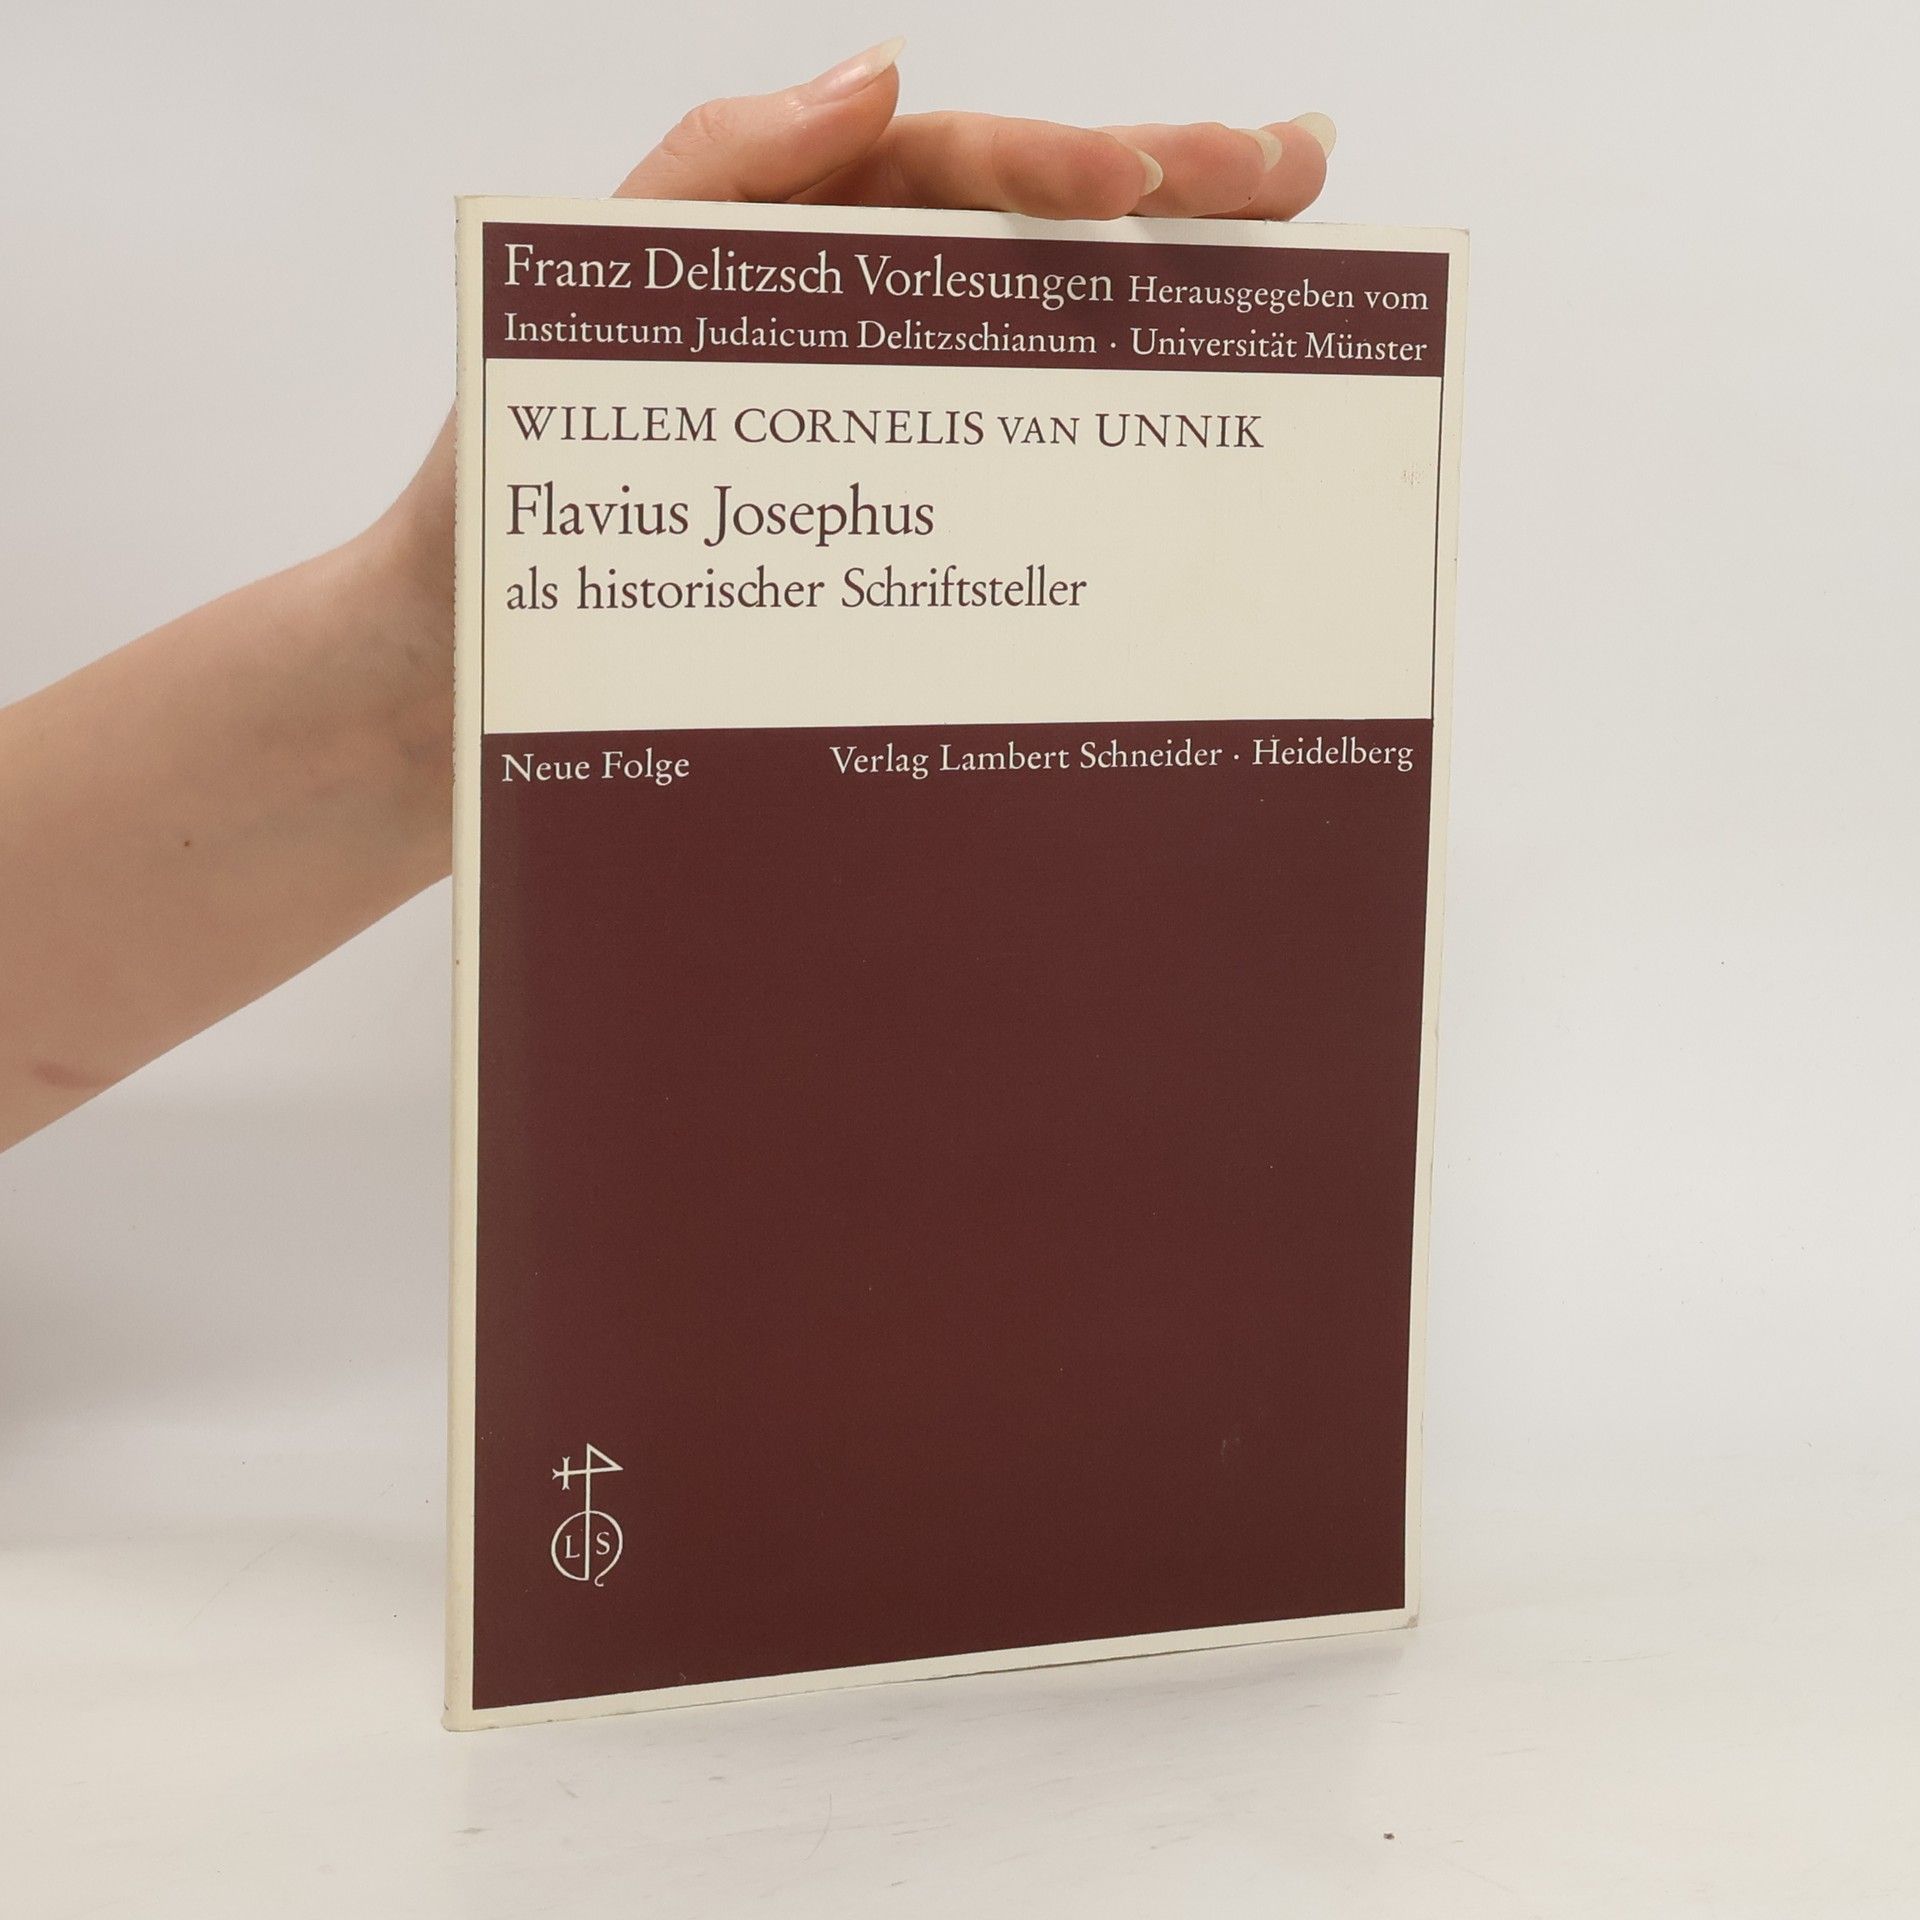 Franz Delitzsch Vorlesungen Herausgegeben vom
Institutum Judaicum Delitzschianum · Universität Münster
WILLEM CORNELIS VAN UNNIK
Flavius Josephus
als historischer Schriftsteller
Neue Folge Verlag Lambert Schneider · Heidelberg
L S